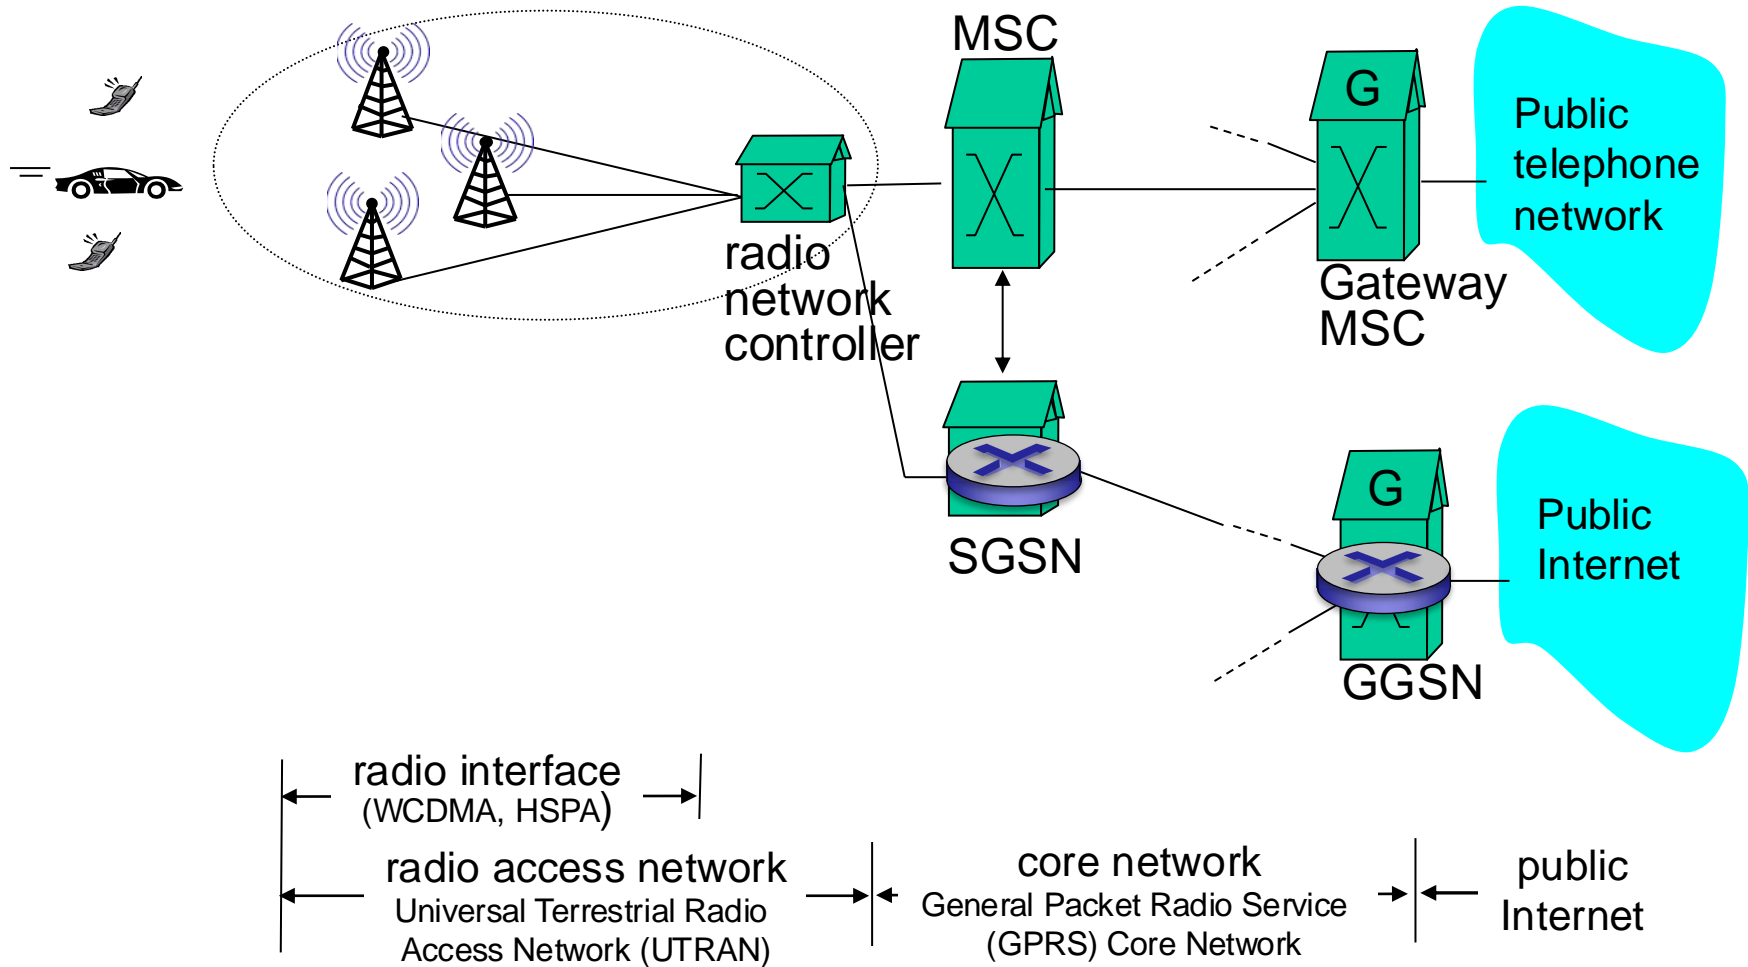 MSC
G
Public
telephone
network
radio
network
controller
Gateway
MSC
G
SGSN
Public
Internet
GGSN
radio interface
(WCDMA, HSPA)
radio access network
Universal Terrestrial Radio
Access Network (UTRAN)
core network
General Packet Radio Service
(GPRS) Core Network
public
Internet